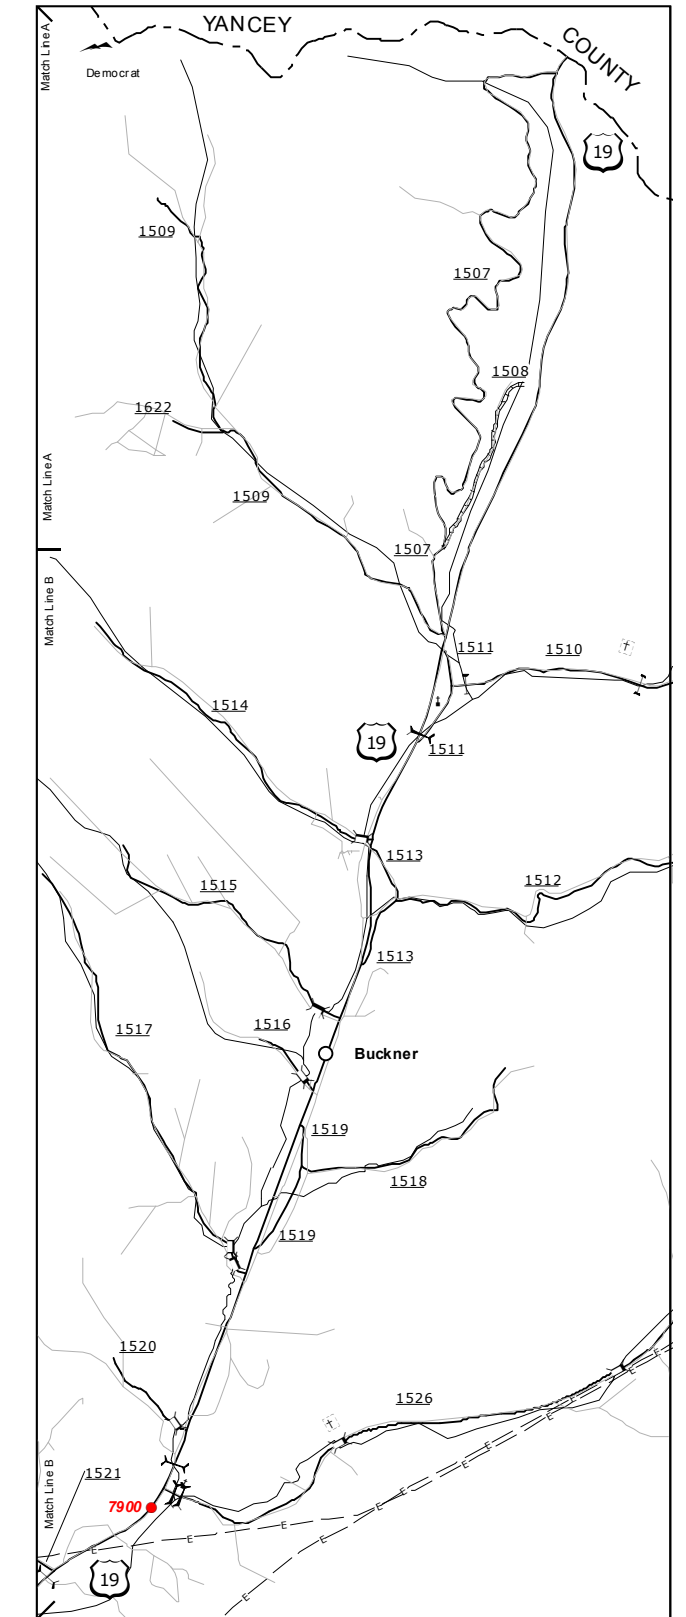 YANCEY
COUNTY
Match Line A
Democrat
19
1509
1507
1508
1622
1509
Match Line A
1507
Match Line B
1511
1510
1514
19
1511
1513
1512
1515
1513
1516
1517
Buckner
1519
1518
1519
1520
1526
1521
Match Line B
7900
E
E
E
E
E
E
E
E
E
E
E
E
19